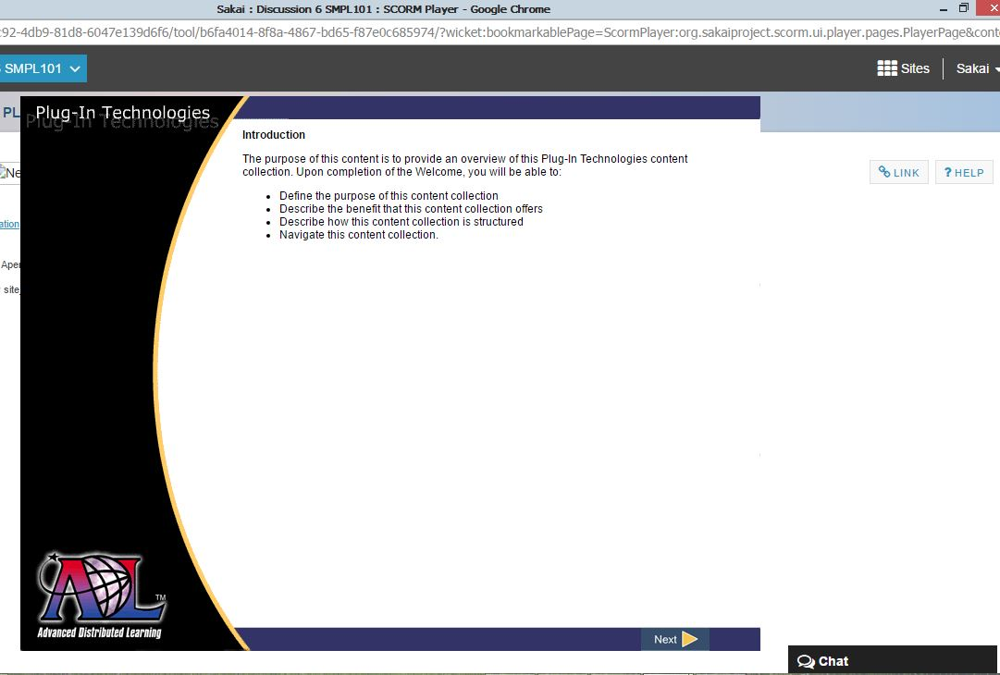 Sakai : Discussion 6 SMPL101 : SCORM Player - Google Chrome
:92-4db9-81d8-6047e139d6f6/tool/b6fa4014-8f8a-4867-bd65-f87e0c685974/?wicket:bookmarkablePage=ScormPlayer:org.sakaiproject.scorm.ui.player.pages.PlayerPage&conte
SMPL101
Sites
Sakai
PL
Plug-In Technologies
Plug-In Technologies
Introduction
The purpose of this content is to provide an overview of this Plug-In Technologies content
collection. Upon completion of the Welcome, you will be able to:
• Define the purpose of this content collection
• Describe the benefit that this content collection offers
• Describe how this content collection is structured
• Navigate this content collection.
LINK
? HELP
Ne
ation
Aper
site
ADL TM
Advanced Distributed Learning
Next
Chat